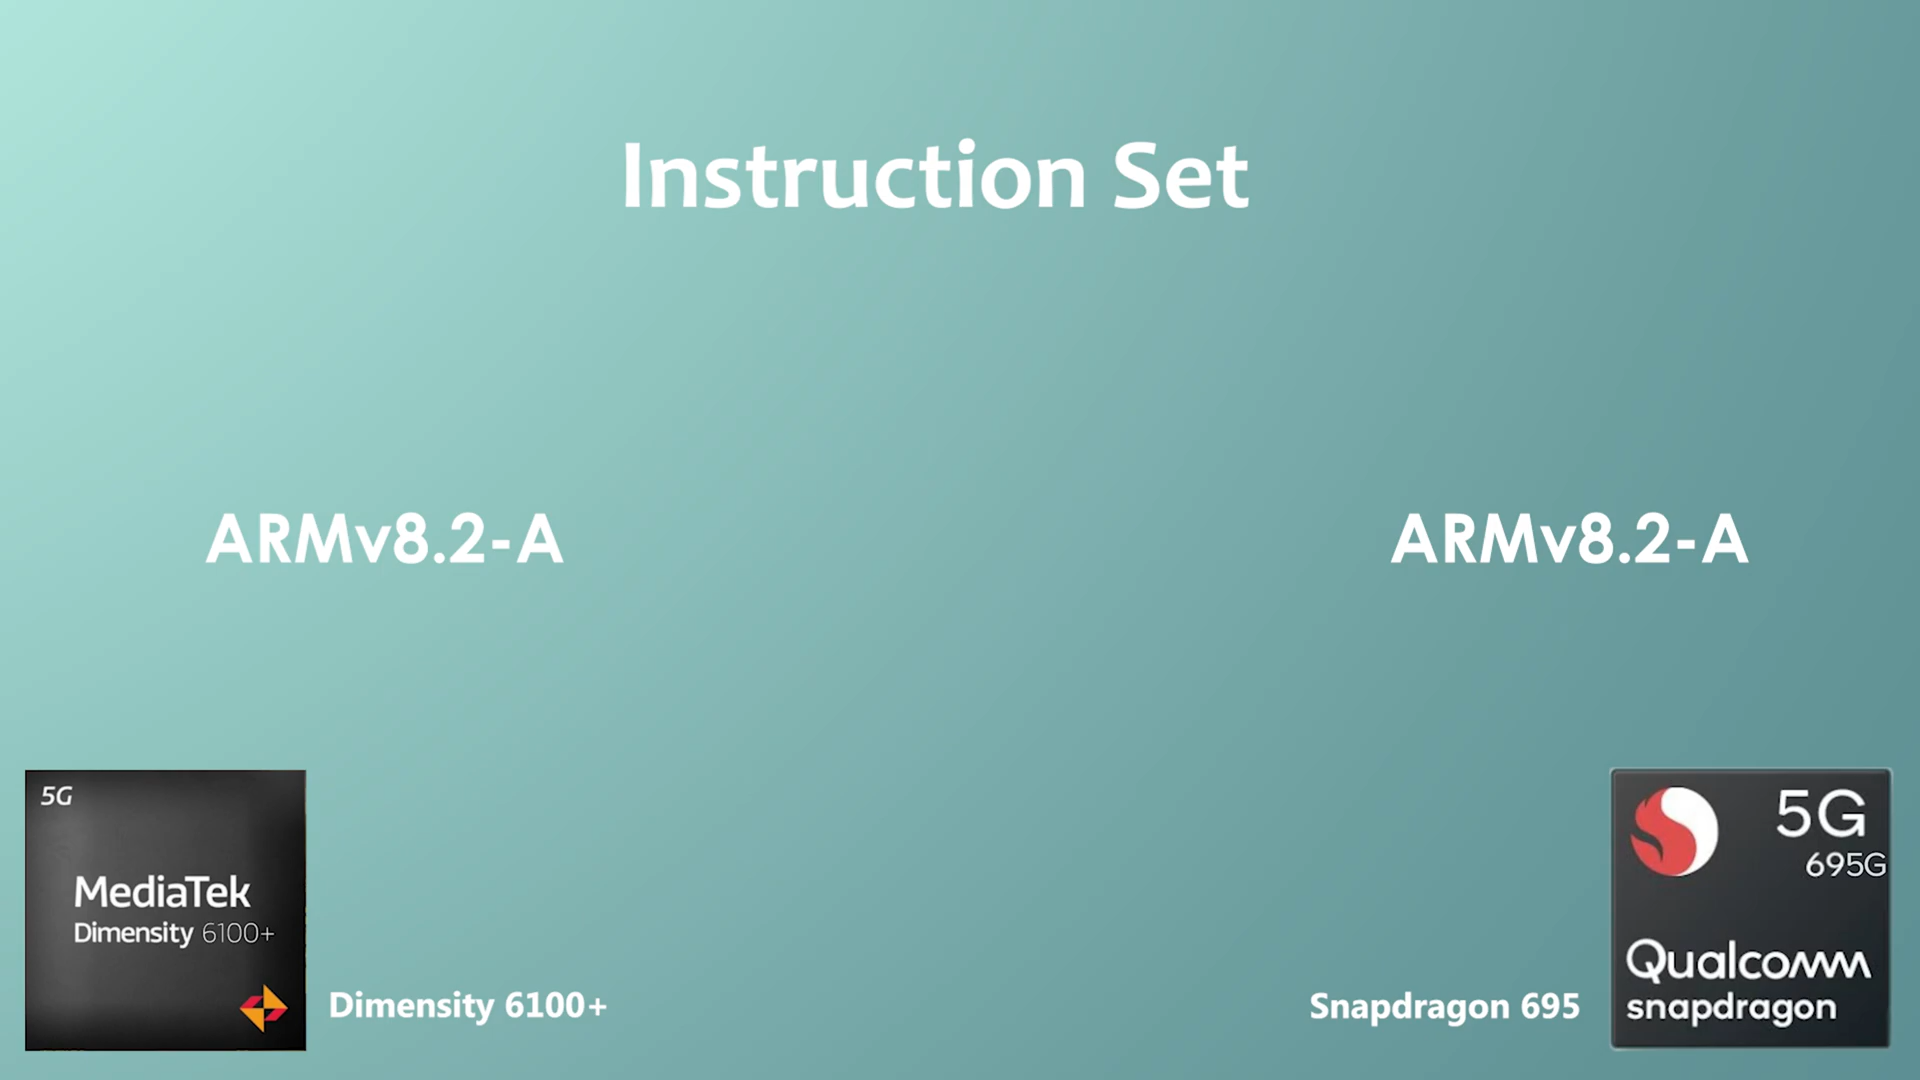 Instruction Set
ARMv8.2-A
ARMv8.2-A
5G
MediaTek
Dimensity 6100+
Dimensity 6100+
Snapdragon 695
5G
695G
Qualcomm
snapdragon